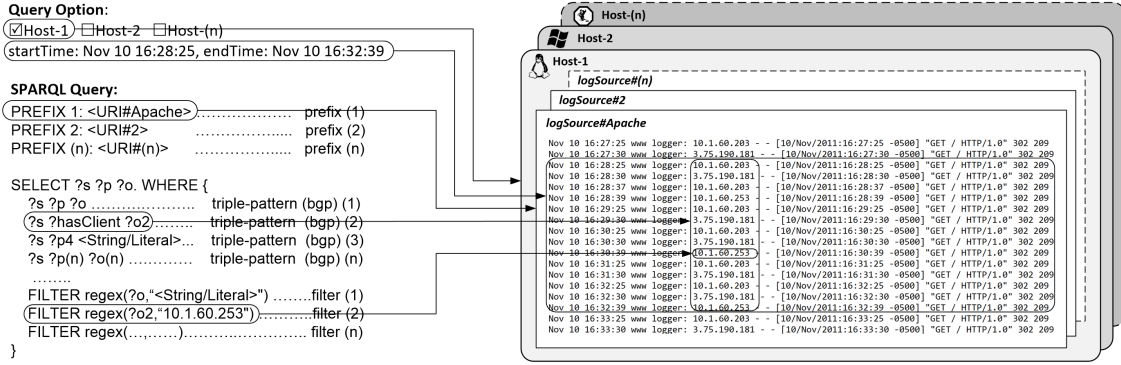 Query Option:
☑Host-1 ☐Host-2 ☐Host-(n)
startTime: Nov 10 16:28:25, endTime: Nov 10 16:32:39
SPARQL Query:
PREFIX 1: <URI#Apache>.................. prefix (1)
PREFIX 2: <URI#2> ..................... prefix (2)
PREFIX (n): <URI#(n)> ..................... prefix (n)
SELECT ?s ?p ?o. WHERE {
?s ?p ?o ..................... triple-pattern (bgp) (1)
?s ?hasClient ?o2)........ triple-pattern (bgp) (2)
?s ?p4 <String/Literal>... triple-pattern (bgp) (3)
?s ?p(n) ?o(n) ............. triple-pattern (bgp) (n)
........
FILTER regex(?o,“<String/Literal>") ........filter (1)
FILTER regex(?o2,“10.1.60.253")............filter (2)
FILTER regex(...,......)........................... filter (n)
}
Host-(n)
Host-2
Host-1
logSource#(n)
logSource#2
logSource#Apache
Nov 10 16:27:25 www logger: 10.1.60.203 - - [10/Nov/2011:16:27:25 -0500] "GET / HTTP/1.0" 302 209
Nov 10 16:27:30 www logger: 3.75.190.181 - - [10/Nov/2011:16:27:30 -0500] "GET / HTTP/1.0" 302 209
Nov 10 16:28:25 www logger: 10.1.60.203 - - [10/Nov/2011:16:28:25 -0500] "GET / HTTP/1.0" 302 209
Nov 10 16:28:30 www logger: 3.75.190.181 - - [10/Nov/2011:16:28:30 -0500] "GET / HTTP/1.0" 302 209
Nov 10 16:28:37 www logger: 10.1.60.203 - - [10/Nov/2011:16:28:37 -0500] "GET / HTTP/1.0" 302 209
Nov 10 16:28:39 www logger: 10.1.60.253 - - [10/Nov/2011:16:28:39 -0500] "GET / HTTP/1.0" 302 209
Nov 10 16:29:25 www logger: 10.1.60.203 - - [10/Nov/2011:16:29:25 -0500] "GET / HTTP/1.0" 302 209
Nov 10 16:29:30 www logger: 3.75.190.181 - - [10/Nov/2011:16:29:30 -0500] "GET / HTTP/1.0" 302 209
Nov 10 16:30:25 www logger: 10.1.60.203 - - [10/Nov/2011:16:30:25 -0500] "GET / HTTP/1.0" 302 209
Nov 10 16:30:30 www logger: 3.75.190.181 - - [10/Nov/2011:16:30:30 -0500] "GET / HTTP/1.0" 302 209
Nov 10 16:30:39 www logger: 10.1.60.253 - - [10/Nov/2011:16:30:39 -0500] "GET / HTTP/1.0" 302 209
Nov 10 16:31:25 www logger: 10.1.60.203 - - [10/Nov/2011:16:31:25 -0500] "GET / HTTP/1.0" 302 209
Nov 10 16:31:30 www logger: 3.75.190.181 - - [10/Nov/2011:16:31:30 -0500] "GET / HTTP/1.0" 302 209
Nov 10 16:32:25 www logger: 10.1.60.203 - - [10/Nov/2011:16:32:25 -0500] "GET / HTTP/1.0" 302 209
Nov 10 16:32:30 www logger: 3.75.190.181 - - [10/Nov/2011:16:32:30 -0500] "GET / HTTP/1.0" 302 209
Nov 10 16:32:39 www logger: 10.1.60.253 - - [10/Nov/2011:16:32:39 -0500] "GET / HTTP/1.0" 302 209
Nov 10 16:33:25 www logger: 10.1.60.203 - - [10/Nov/2011:16:33:25 -0500] "GET / HTTP/1.0" 302 209
Nov 10 16:33:30 www logger: 3.75.190.181 - - [10/Nov/2011:16:33:30 -0500] "GET / HTTP/1.0" 302 209